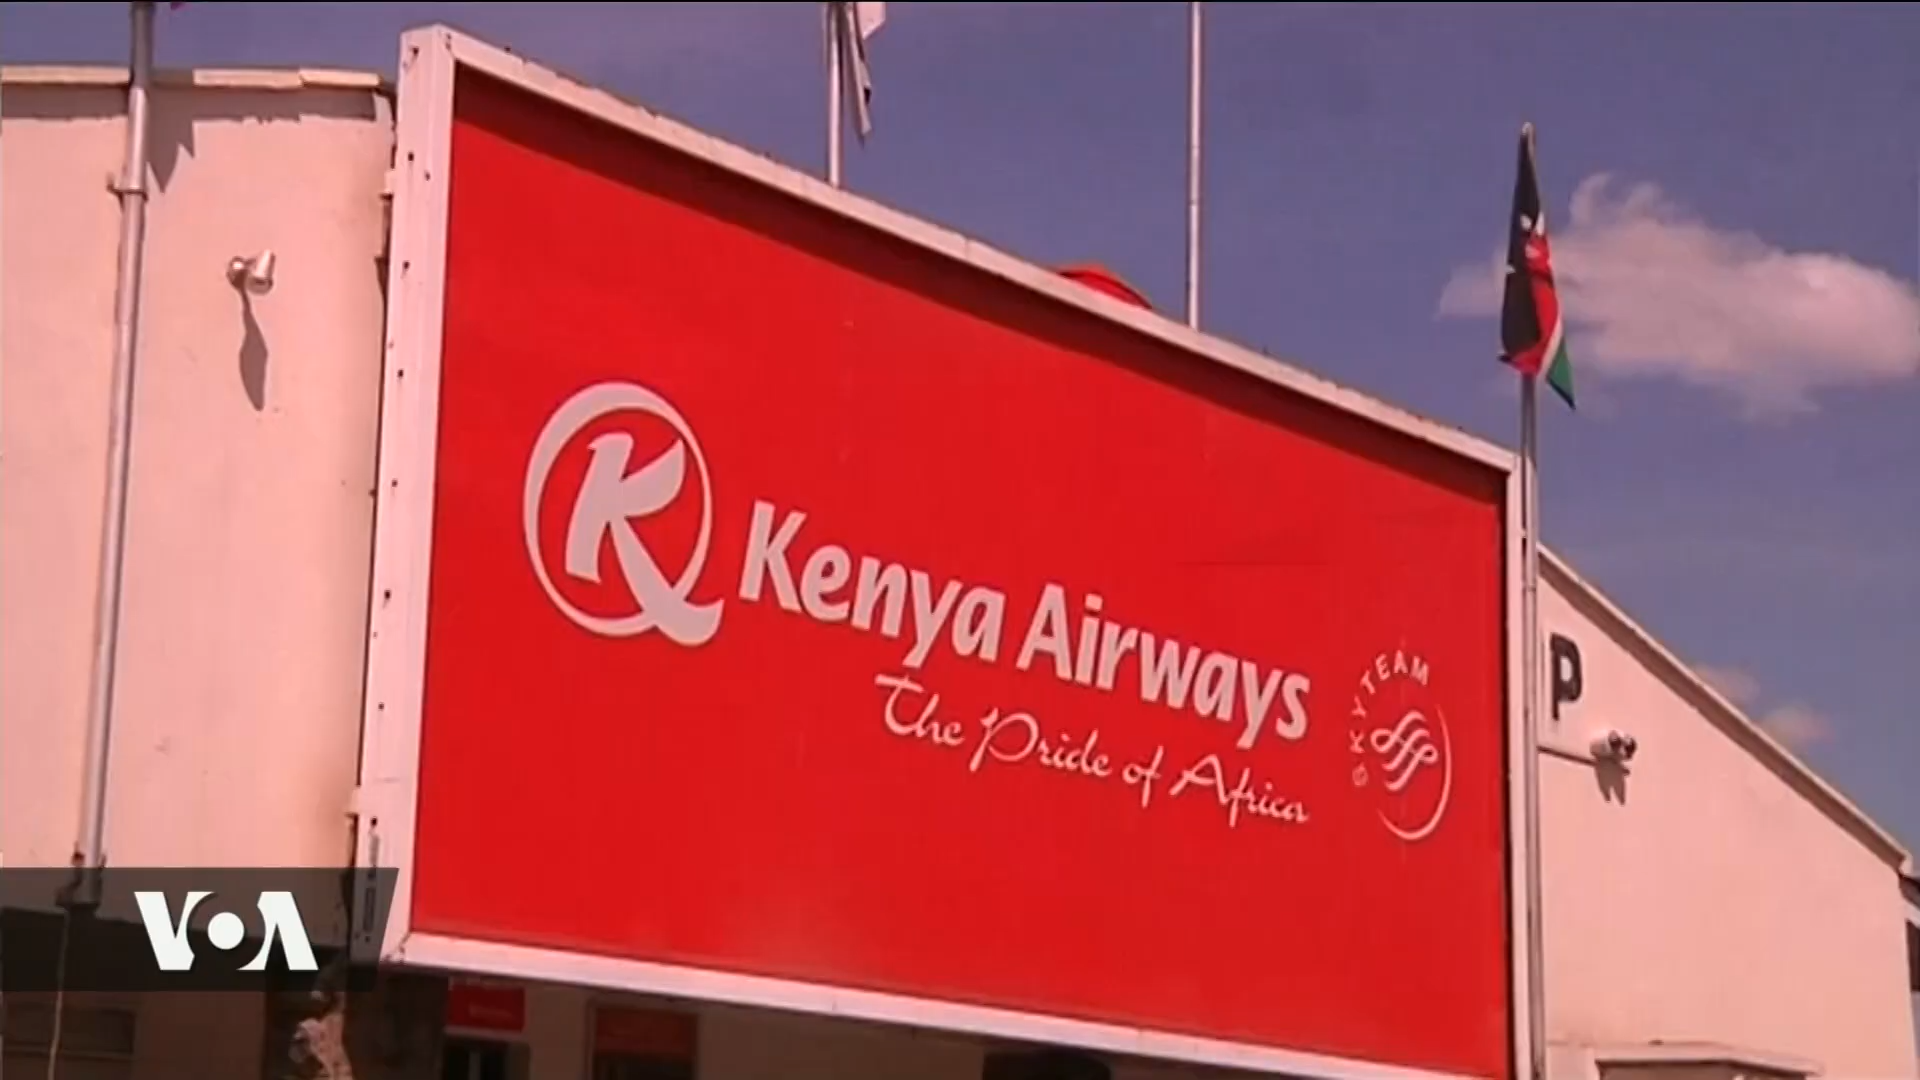 K
Kenya Airways
The Pride of Africa
SKYTEAM
P
VOA